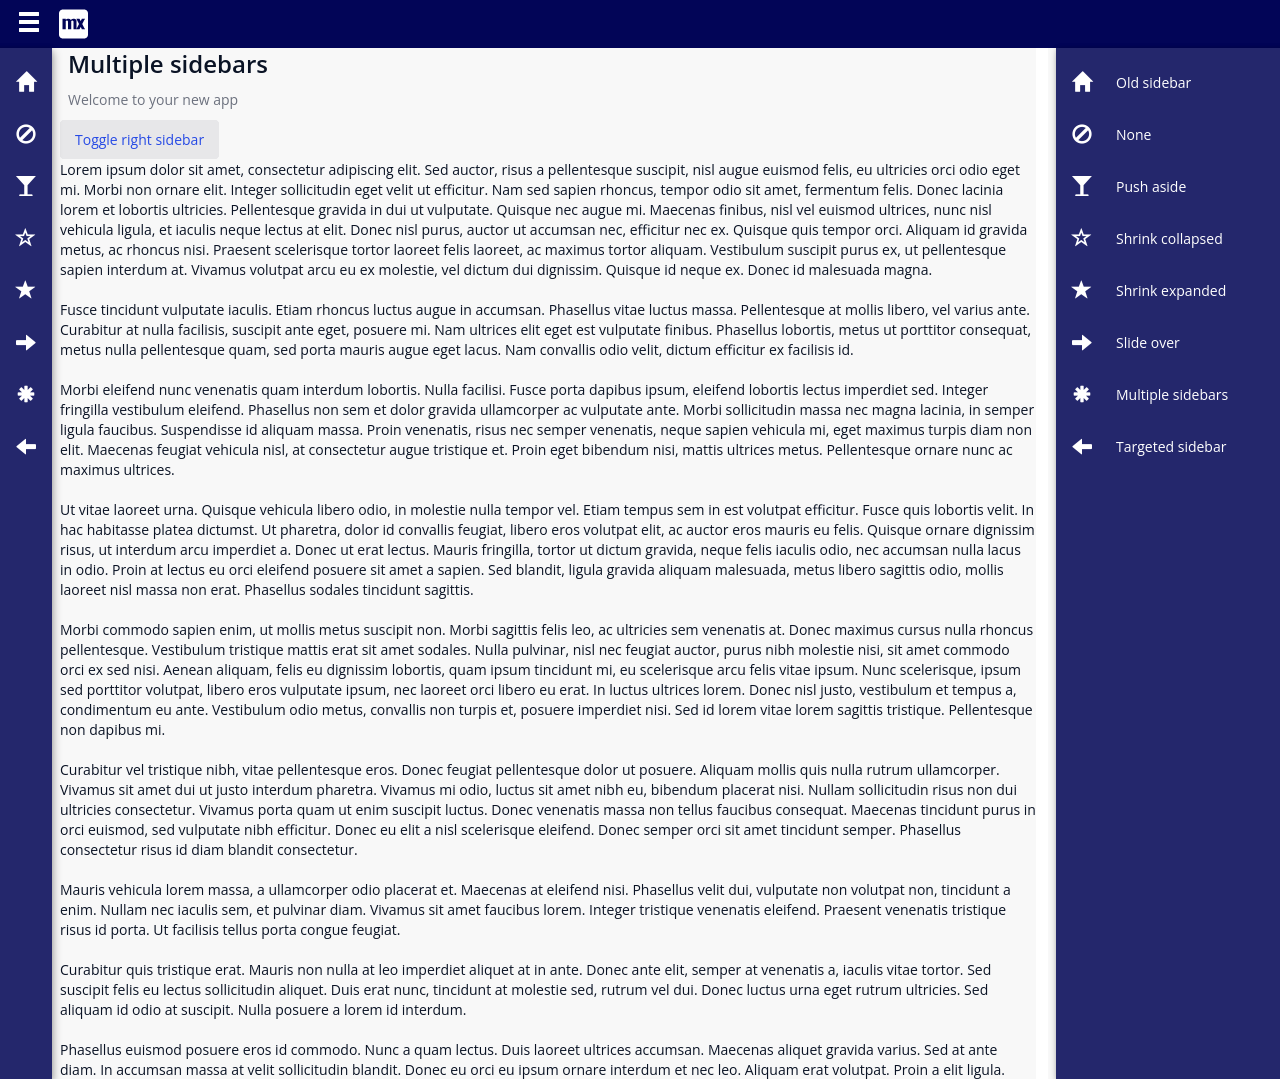 mx
Multiple sidebars
Welcome to your new app
Toggle right sidebar
Lorem ipsum dolor sit amet, consectetur adipiscing elit. Sed auctor, risus a pellentesque suscipit, nisl augue euismod felis, eu ultricies orci odio eget
mi. Morbi non ornare elit. Integer sollicitudin eget velit ut efficitur. Nam sed sapien rhoncus, tempor odio sit amet, fermentum felis. Donec lacinia
lorem et lobortis ultricies. Pellentesque gravida in dui ut vulputate. Quisque nec augue mi. Maecenas finibus, nisl vel euismod ultrices, nunc nisl
vehicula ligula, et iaculis neque lectus at elit. Donec nisl purus, auctor ut accumsan nec, efficitur nec ex. Quisque quis tempor orci. Aliquam id gravida
metus, ac rhoncus nisi. Praesent scelerisque tortor laoreet felis laoreet, ac maximus tortor aliquam. Vestibulum suscipit purus ex, ut pellentesque
sapien interdum at. Vivamus volutpat arcu eu ex molestie, vel dictum dui dignissim. Quisque id neque ex. Donec id malesuada magna.
Fusce tincidunt vulputate iaculis. Etiam rhoncus luctus augue in accumsan. Phasellus vitae luctus massa. Pellentesque at mollis libero, vel varius ante.
Curabitur at nulla facilisis, suscipit ante eget, posuere mi. Nam ultrices elit eget est vulputate finibus. Phasellus lobortis, metus ut porttitor consequat,
metus nulla pellentesque quam, sed porta mauris augue eget lacus. Nam convallis odio velit, dictum efficitur ex facilisis id.
Morbi eleifend nunc venenatis quam interdum lobortis. Nulla facilisi. Fusce porta dapibus ipsum, eleifend lobortis lectus imperdiet sed. Integer
fringilla vestibulum eleifend. Phasellus non sem et dolor gravida ullamcorper ac vulputate ante. Morbi sollicitudin massa nec magna lacinia, in semper
ligula faucibus. Suspendisse id aliquam massa. Proin venenatis, risus nec semper venenatis, neque sapien vehicula mi, eget maximus turpis diam non
elit. Maecenas feugiat vehicula nisl, at consectetur augue tristique et. Proin eget bibendum nisi, mattis ultrices metus. Pellentesque ornare nunc ac
maximus ultrices.
Ut vitae laoreet urna. Quisque vehicula libero odio, in molestie nulla tempor vel. Etiam tempus sem in est volutpat efficitur. Fusce quis lobortis velit. In
hac habitasse platea dictumst. Ut pharetra, dolor id convallis feugiat, libero eros volutpat elit, ac auctor eros mauris eu felis. Quisque ornare dignissim
risus, ut interdum arcu imperdiet a. Donec ut erat lectus. Mauris fringilla, tortor ut dictum gravida, neque felis iaculis odio, nec accumsan nulla lacus
in odio. Proin at lectus eu orci eleifend posuere sit amet a sapien. Sed blandit, ligula gravida aliquam malesuada, metus libero sagittis odio, mollis
laoreet nisl massa non erat. Phasellus sodales tincidunt sagittis.
Morbi commodo sapien enim, ut mollis metus suscipit non. Morbi sagittis felis leo, ac ultricies sem venenatis at. Donec maximus cursus nulla rhoncus
pellentesque. Vestibulum tristique mattis erat sit amet sodales. Nulla pulvinar, nisl nec feugiat auctor, purus nibh molestie nisi, sit amet commodo
orci ex sed nisi. Aenean aliquam, felis eu dignissim lobortis, quam ipsum tincidunt mi, eu scelerisque arcu felis vitae ipsum. Nunc scelerisque, ipsum
sed porttitor volutpat, libero eros vulputate ipsum, nec laoreet orci libero eu erat. In luctus ultrices lorem. Donec nisl justo, vestibulum et tempus a,
condimentum eu ante. Vestibulum odio metus, convallis non turpis et, posuere imperdiet nisi. Sed id lorem vitae lorem sagittis tristique. Pellentesque
non dapibus mi.
Curabitur vel tristique nibh, vitae pellentesque eros. Donec feugiat pellentesque dolor ut posuere. Aliquam mollis quis nulla rutrum ullamcorper.
Vivamus sit amet dui ut justo interdum pharetra. Vivamus mi odio, luctus sit amet nibh eu, bibendum placerat nisi. Nullam sollicitudin risus non dui
ultricies consectetur. Vivamus porta quam ut enim suscipit luctus. Donec venenatis massa non tellus faucibus consequat. Maecenas tincidunt purus in
orci euismod, sed vulputate nibh efficitur. Donec eu elit a nisl scelerisque eleifend. Donec semper orci sit amet tincidunt semper. Phasellus
consectetur risus id diam blandit consectetur.
Mauris vehicula lorem massa, a ullamcorper odio placerat et. Maecenas at eleifend nisi. Phasellus velit dui, vulputate non volutpat non, tincidunt a
enim. Nullam nec iaculis sem, et pulvinar diam. Vivamus sit amet faucibus lorem. Integer tristique venenatis eleifend. Praesent venenatis tristique
risus id porta. Ut facilisis tellus porta congue feugiat.
Curabitur quis tristique erat. Mauris non nulla at leo imperdiet aliquet at in ante. Donec ante elit, semper at venenatis a, iaculis vitae tortor. Sed
suscipit felis eu lectus sollicitudin aliquet. Duis erat nunc, tincidunt at molestie sed, rutrum vel dui. Donec luctus urna eget rutrum ultricies. Sed
aliquam id odio at suscipit. Nulla posuere a lorem id interdum.
Phasellus euismod posuere eros id commodo. Nunc a quam lectus. Duis laoreet ultrices accumsan. Maecenas aliquet gravida varius. Sed at ante
diam. In accumsan massa at velit sollicitudin blandit. Donec eu orci eu ipsum ornare interdum et nec leo. Aliquam erat volutpat. Proin a elit ligula.
Old sidebar
None
Push aside
Shrink collapsed
Shrink expanded
Slide over
Multiple sidebars
Targeted sidebar